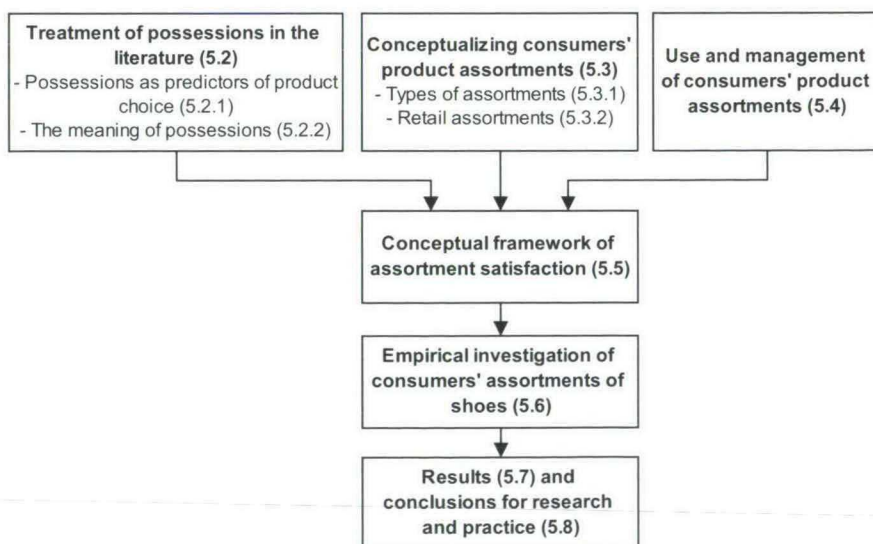 Treatment of possessions in the
literature (5.2)
- Possessions as predictors of product
choice (5.2.1)
- The meaning of possessions (5.2.2)
Conceptualizing consumers'
product assortments (5.3)
- Types of assortments (5.3.1)
- Retail assortments (5.3.2)
Use and management
of consumers' product
assortments (5.4)
Conceptual framework of
assortment satisfaction (5.5)
Empirical investigation of
consumers' assortments of
shoes (5.6)
Results (5.7) and
conclusions for research
and practice (5.8)